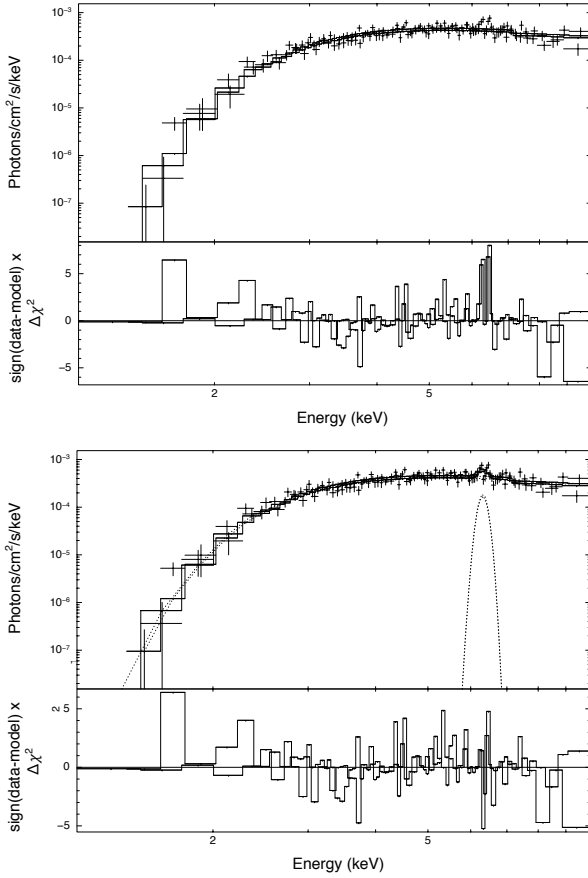 10⁻³
10⁻⁴
10⁻⁵
10⁻⁶
10⁻⁷
Photons/cm²/s/keV
5
0
−5
sign(data-model) x
Δχ²
2 5
Energy (keV)
10⁻³
10⁻⁴
10⁻⁵
10⁻⁶
10⁻⁷
Photons/cm²/s/keV
2 5
0
−5
sign(data-model) x
Δχ²
2 5
Energy (keV)